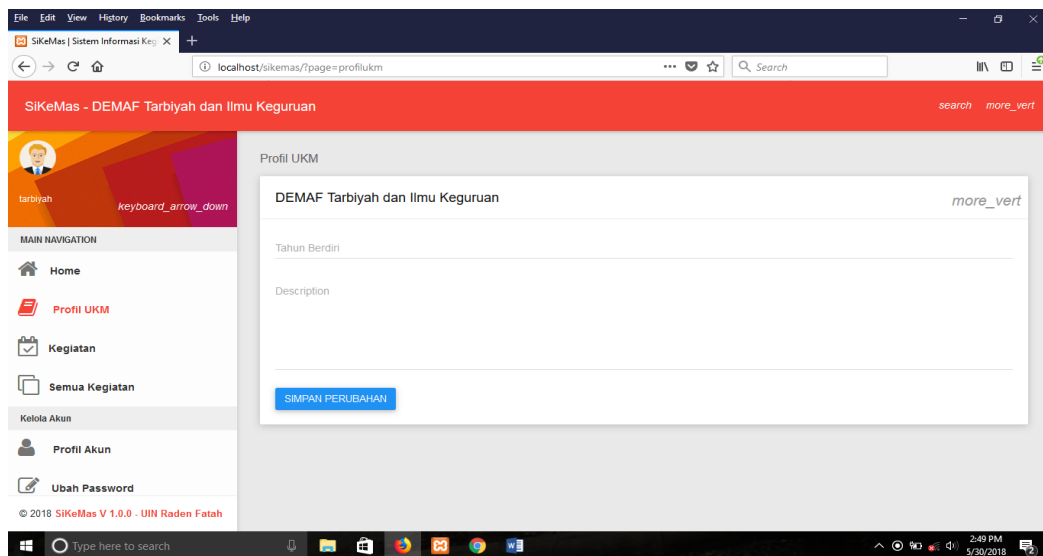 File Edit View History Bookmarks Tools Help
SiKeMas | Sistem Informasi Keg
localhost/sikemas/?page=profilukm
Search
SiKeMas - DEMAF Tarbiyah dan Ilmu Keguruan
search more_vert
tarbiyah
keyboard_arrow_down
MAIN NAVIGATION
Home
Profil UKM
Kegiatan
Semua Kegiatan
Kelola Akun
Profil Akun
Ubah Password
© 2018 SiKeMas V 1.0.0 - UIN Raden Fatah
Profil UKM
DEMAF Tarbiyah dan Ilmu Keguruan
more_vert
Tahun Berdiri
Description
SIMPAN PERUBAHAN
Type here to search
2:49 PM
5/30/2018